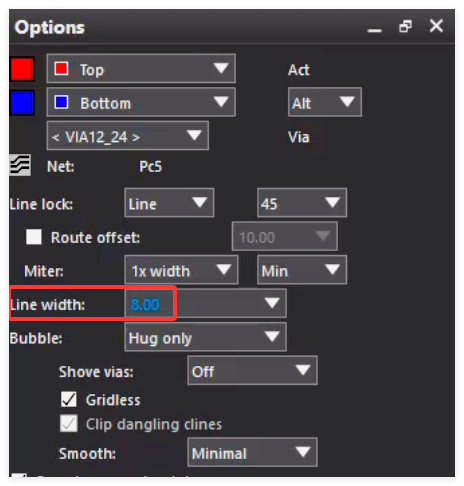 Options
Top Act
Bottom Alt
< VIA12_24 > Via
Net: Pc5
Line lock: Line 45
Route offset: 10.00
Miter: 1x width Min
Line width: 8.00
Bubble: Hug only
Shove vias: Off
Gridless
Clip dangling clines
Smooth: Minimal